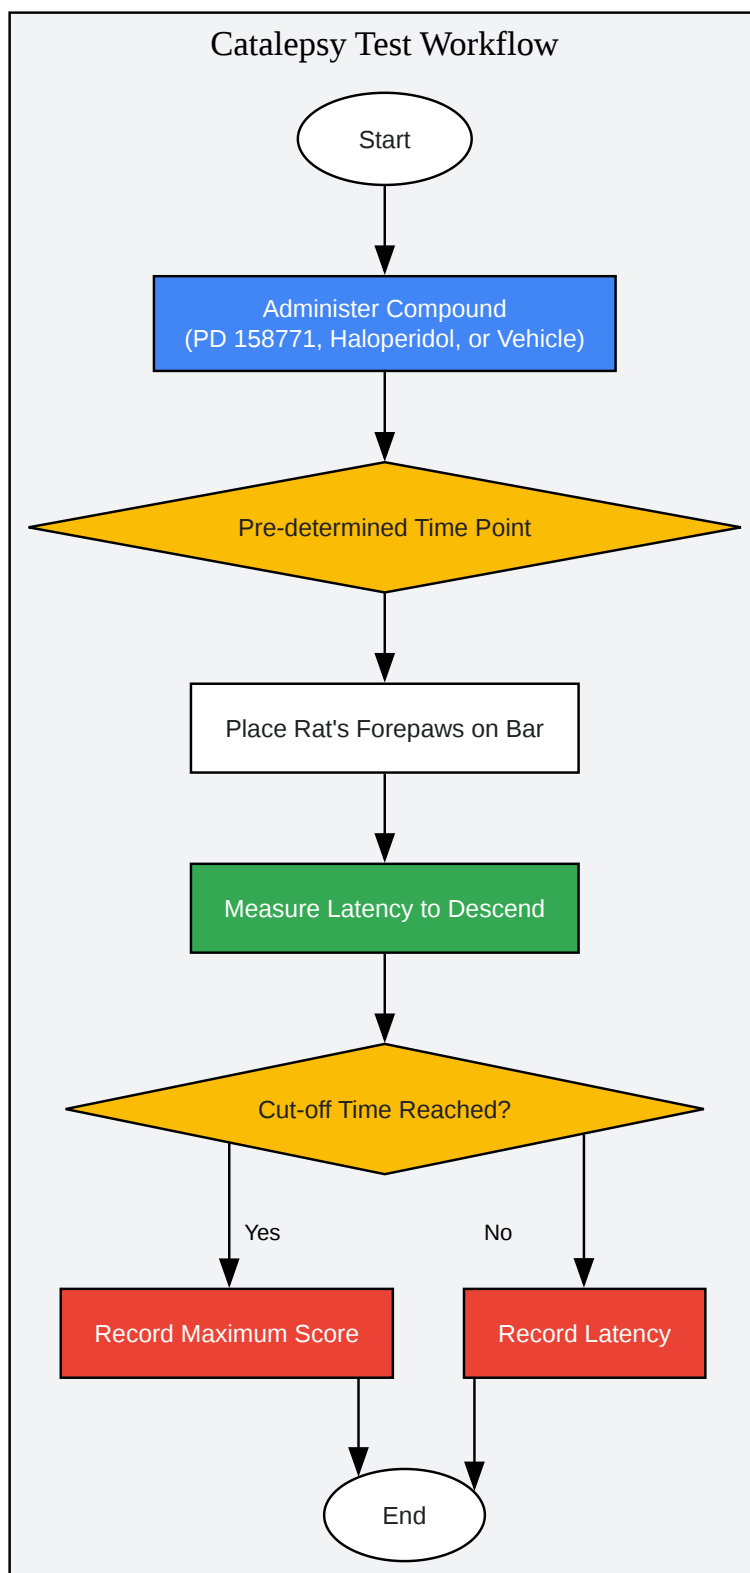 Catalepsy Test Workflow
Start
Administer Compound
(PD 158771, Haloperidol, or Vehicle)
Pre-determined Time Point
Place Rat's Forepaws on Bar
Measure Latency to Descend
Cut-off Time Reached?
Yes
No
Record Maximum Score
Record Latency
End